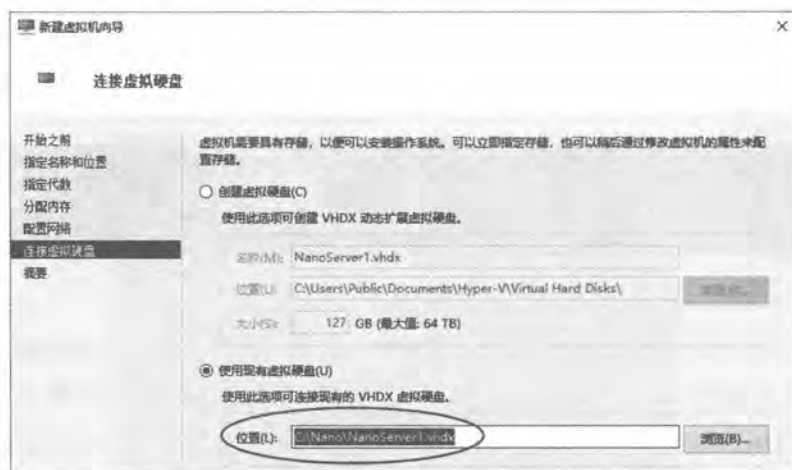 新建虚拟机向导
连接虚拟硬盘
开始之前
指定名称和位置
指定代数
分配内存
配置网络
连接虚拟硬盘
摘要
虚拟机需要具有存储，以便可以安装操作系统。可以立即指定存储，也可以稍后通过修改虚拟机的属性来配
置存储。
创建虚拟硬盘(C)
使用此选项可创建 VHDX 动态扩展虚拟硬盘。
名称(M): NanoServer1.vhdx
位置(L): C:\Users\Public\Documents\Hyper-V\Virtual Hard Disks\
大小(S): 127 GB (最大值: 64 TB)
使用现有虚拟硬盘(U)
使用此选项可连接现有的 VHDX 虚拟硬盘。
位置(L): C:\Nano\NanoServer1.vhdx 浏览(B)...